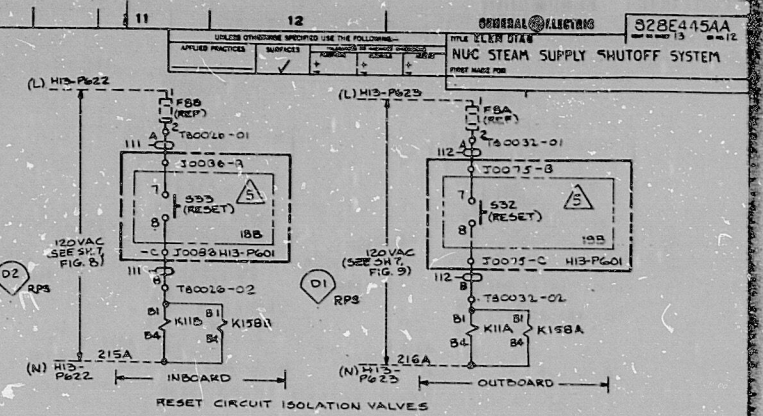 11 12
GENERAL ELECTRIC
828E445AA
UNLESS OTHERWISE SPECIFIED USE THE FOLLOWING
APPLIED PRACTICES
SURFACES
TITLE ELEM DIAG
NUC STEAM SUPPLY SHUTOFF SYSTEM
FIRST MADE FOR
(L) H13-P622
F8B
(REF)
2
A TB0026-01
111
J0036-A
7
S33
(RESET)
5
8
18B
-C J0088 H13-P601
111
B
TB0026-02
120 VAC
(SEE SH.7,
FIG. 8)
D2
RPS
B1 B1
K11B
B4 B4
215A
(N) H13-
P622
INBOARD
(L) H13-P623
F8A
(REF)
2
A TB0032-01
112
J0075-B
7
S32
(RESET)
5
8
19B
J0075-C H13-P601
112
B
TB0032-02
120VAC
(SEE SH.7,
FIG. 9)
D1
RPS
B1 B1
K11A K158A
B4 B4
216A
(N) H13-
P623
OUTBOARD
RESET CIRCUIT ISOLATION VALVES